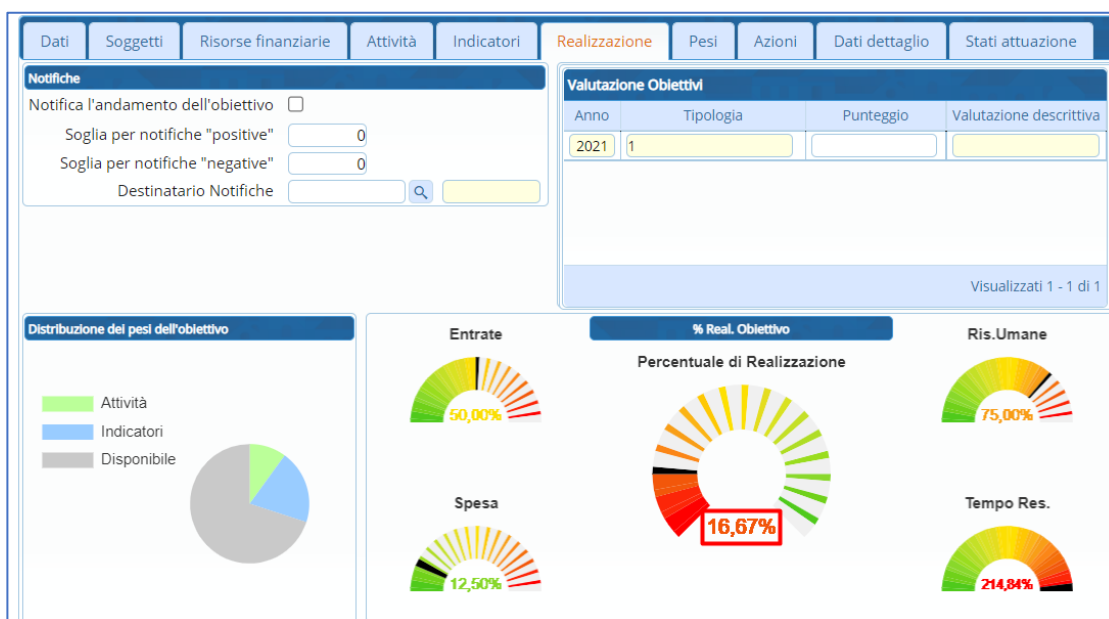 Dati Soggetti Risorse finanziarie Attività Indicatori Realizzazione Pesi Azioni Dati dettaglio Stati attuazione
Notifiche
Notifica l'andamento dell'obiettivo
Soglia per notifiche "positive" 0
Soglia per notifiche "negative" 0
Destinatario Notifiche
Valutazione Obiettivi
Anno Tipologia Punteggio Valutazione descrittiva
2021 1
Visualizzati 1 - 1 di 1
Distribuzione dei pesi dell'obiettivo
Attività
Indicatori
Disponibile
% Real. Obiettivo
Entrate
50,00%
Percentuale di Realizzazione
16,67%
Ris.Umane
75,00%
Spesa
12,50%
Tempo Res.
214,84%